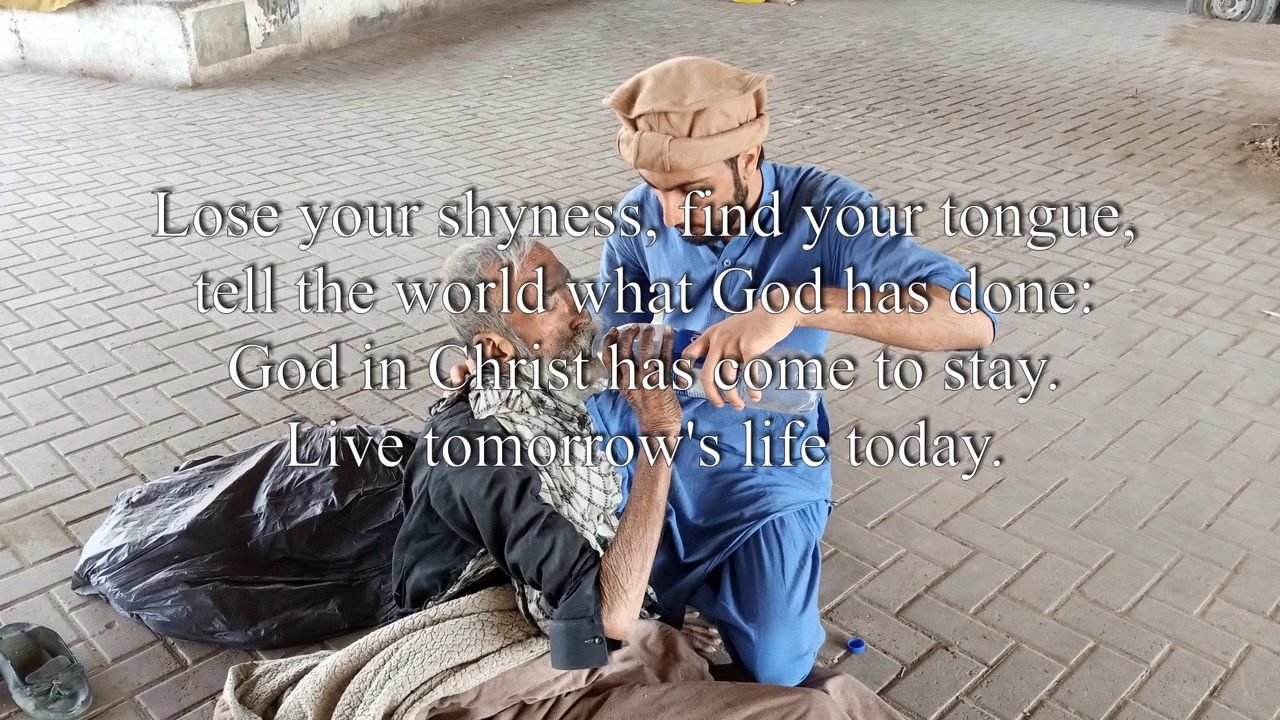 Lose your shyness, find your tongue,
tell the world what God has done:
God in Christ has come to stay.
Live tomorrow's life today.